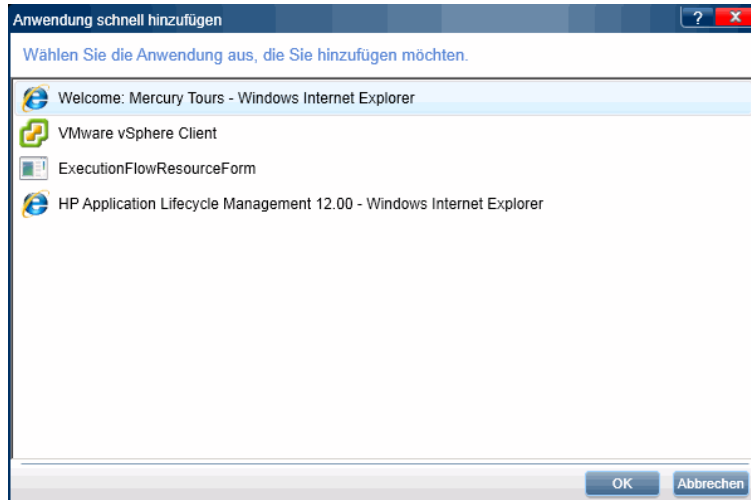 Anwendung schnell hinzufügen
?
X
Wählen Sie die Anwendung aus, die Sie hinzufügen möchten.
Welcome: Mercury Tours - Windows Internet Explorer
VMware vSphere Client
ExecutionFlowResourceForm
HP Application Lifecycle Management 12.00 - Windows Internet Explorer
OK
Abbrechen